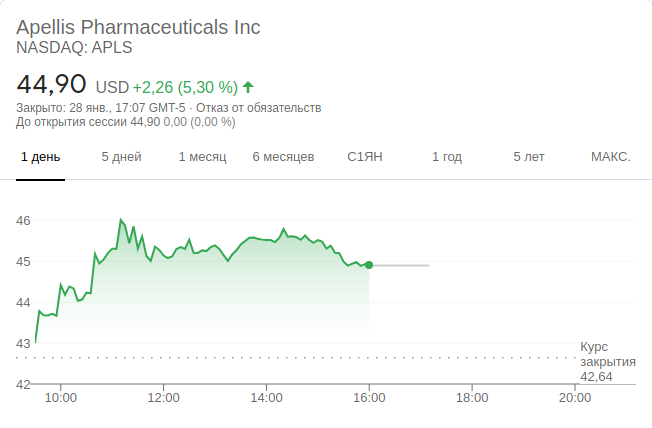 Apellis Pharmaceuticals Inc
NASDAQ: APLS
44,90 USD +2,26 (5,30 %)
Закрыто: 28 янв., 17:07 GMT-5 · Отказ от обязательств
До открытия сессии 44,90 0,00 (0,00 %)
1 день 5 дней 1 месяц 6 месяцев С1ЯН 1 год 5 лет МАКС.
46
45
44
43
Курс
закрытия
42,64
42
10:00 12:00 14:00 16:00 18:00 20:00